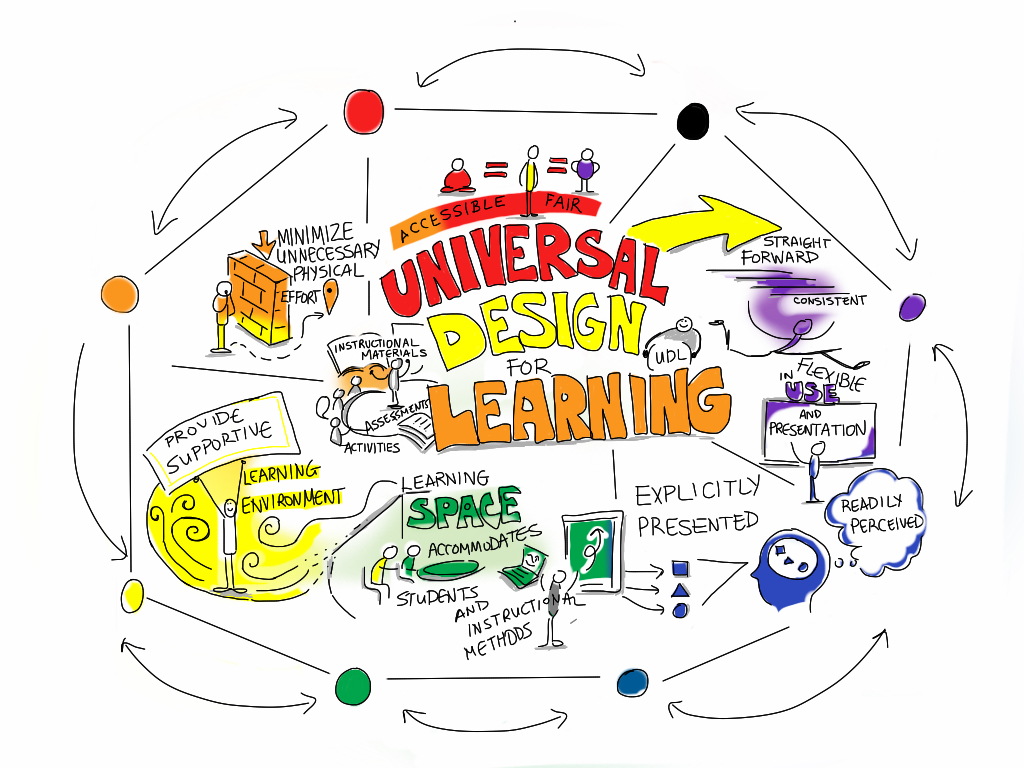 ACCESSIBLE FAIR
UNIVERSAL
DESIGN
FOR
LEARNING
UDL
MINIMIZE
UNNECESSARY
PHYSICAL
EFFORT
INSTRUCTIONAL
MATERIALS
ASSESSMENTS
ACTIVITIES
STRAIGHT
FORWARD
CONSISTENT
FLEXIBLE
IN USE
AND
PRESENTATION
PROVIDE
SUPPORTIVE
LEARNING
ENVIRONMENT
LEARNING
SPACE
ACCOMMODATES
STUDENTS
AND
INSTRUCTIONAL
METHODS
EXPLICITLY
PRESENTED
READILY
PERCEIVED